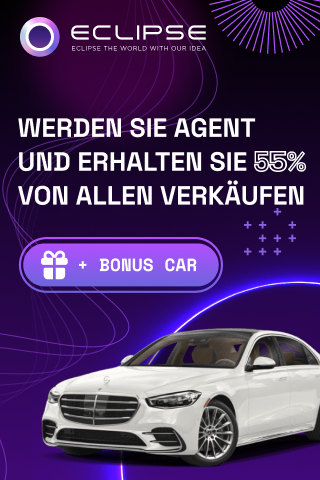 ECLIPSE
ECLIPSE THE WORLD WITH OUR IDEA
WERDEN SIE AGENT
UND ERHALTEN SIE 55%
VON ALLEN VERKÄUFEN
+ BONUS CAR